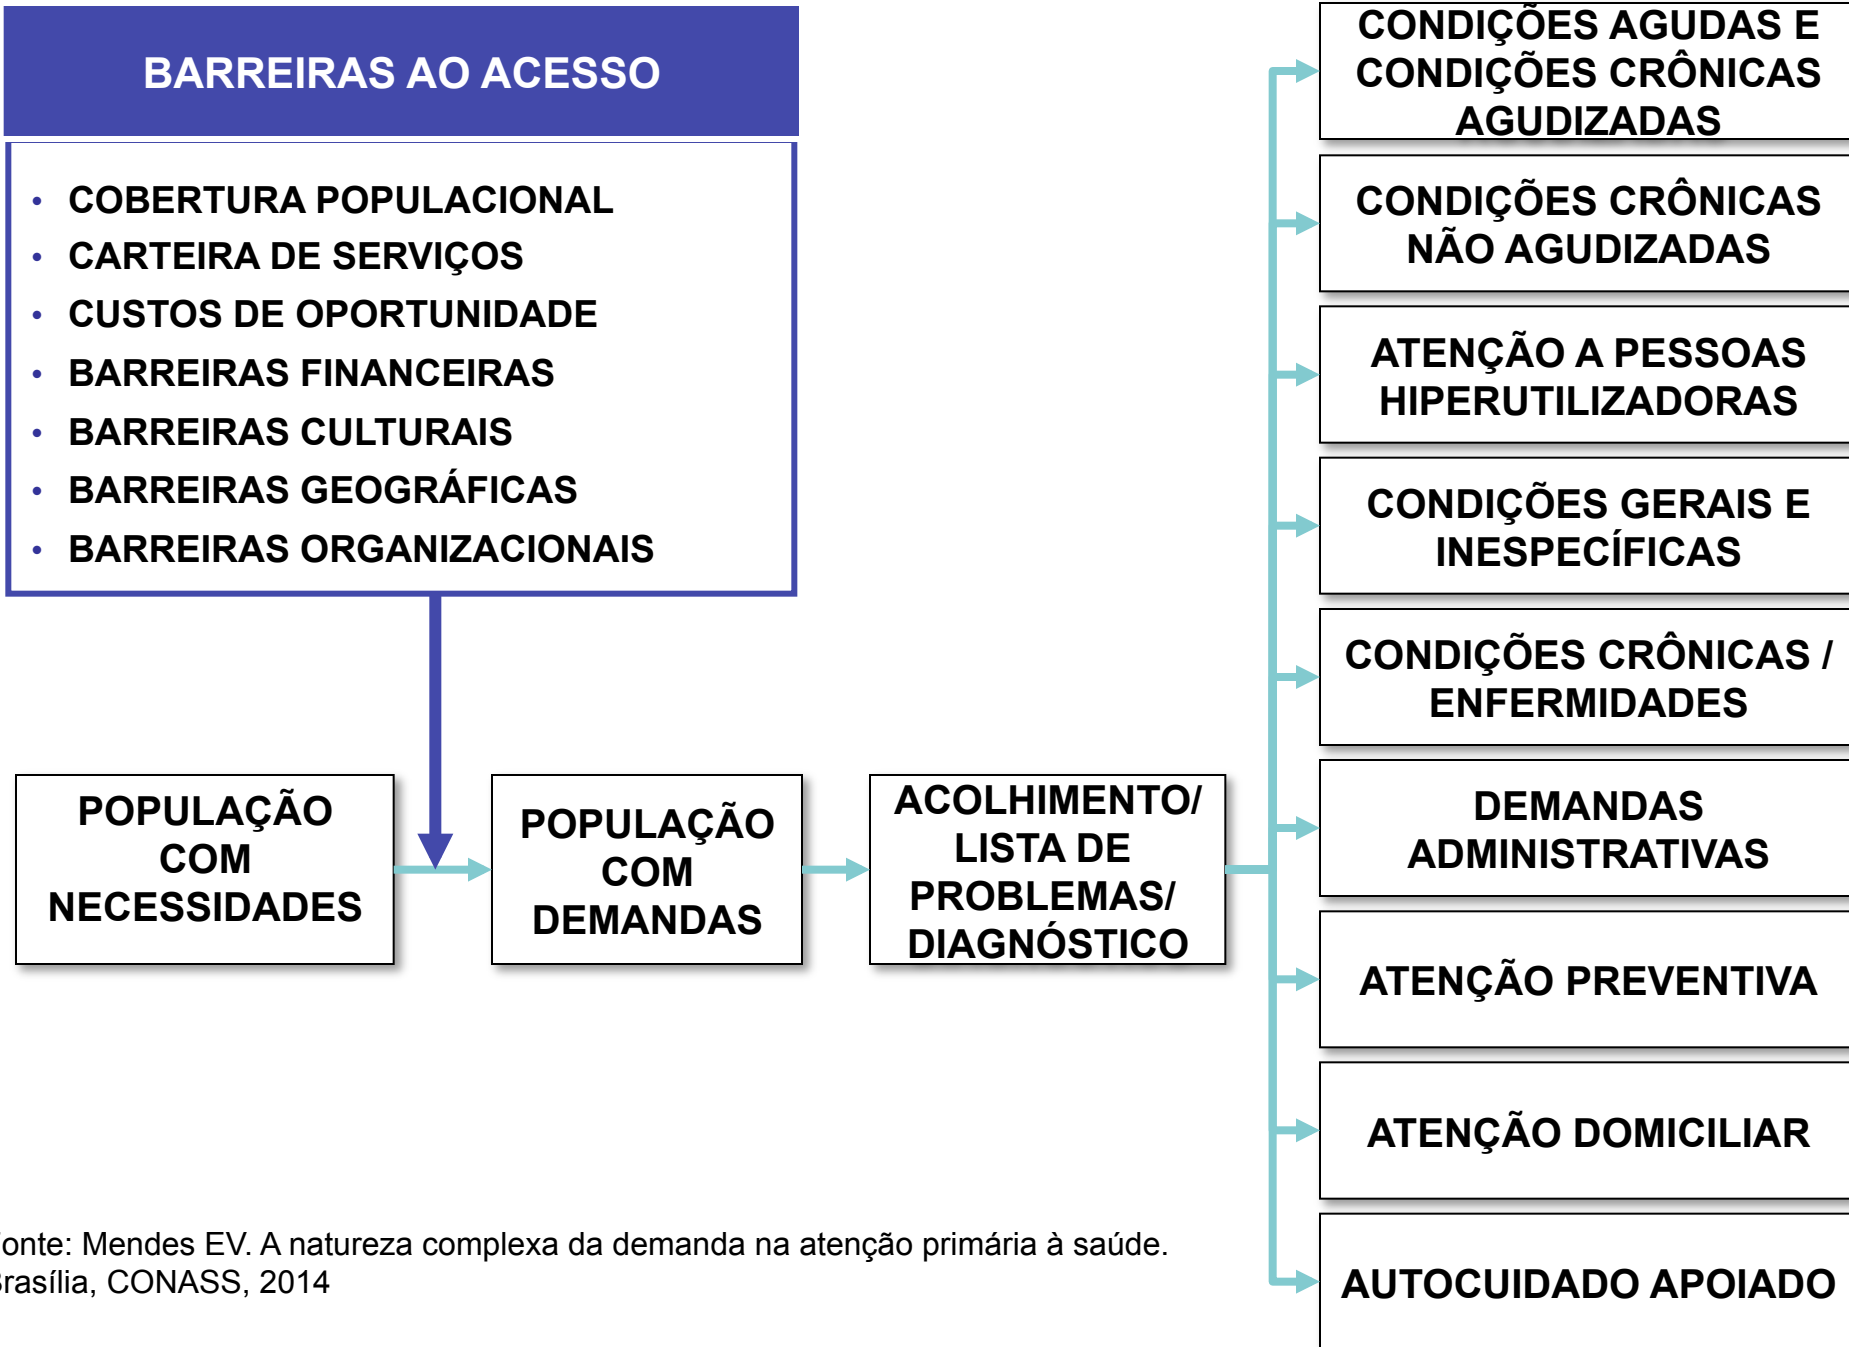 BARREIRAS AO ACESSO
• COBERTURA POPULACIONAL
• CARTEIRA DE SERVIÇOS
• CUSTOS DE OPORTUNIDADE
• BARREIRAS FINANCEIRAS
• BARREIRAS CULTURAIS
• BARREIRAS GEOGRÁFICAS
• BARREIRAS ORGANIZACIONAIS
POPULAÇÃO
COM
NECESSIDADES
POPULAÇÃO
COM
DEMANDAS
ACOLHIMENTO/
LISTA DE
PROBLEMAS/
DIAGNÓSTICO
CONDIÇÕES AGUDAS E
CONDIÇÕES CRÔNICAS
AGUDIZADAS
CONDIÇÕES CRÔNICAS
NÃO AGUDIZADAS
ATENÇÃO A PESSOAS
HIPERUTILIZADORAS
CONDIÇÕES GERAIS E
INESPECÍFICAS
CONDIÇÕES CRÔNICAS /
ENFERMIDADES
DEMANDAS
ADMINISTRATIVAS
ATENÇÃO PREVENTIVA
ATENÇÃO DOMICILIAR
AUTOCUIDADO APOIADO
onte: Mendes EV. A natureza complexa da demanda na atenção primária à saúde.
rasília, CONASS, 2014